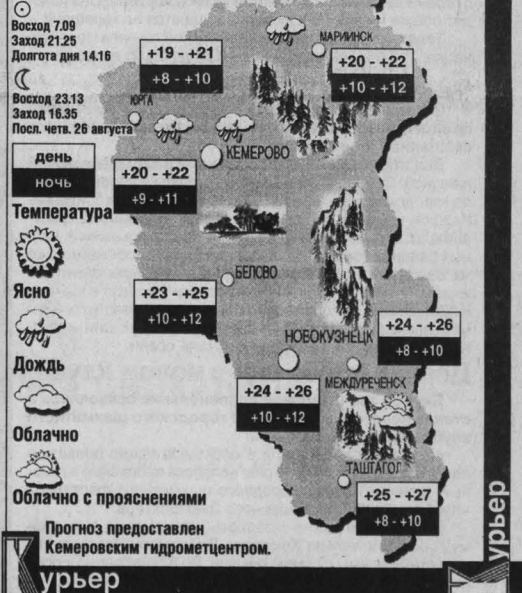 Восход 7.09
Заход 21.25
Долгота дня 14.16
Восход 23.13
Заход 16.35
Посл. четв. 26 августа
день
ночь
Температура
Ясно
Дождь
Облачно
Облачно с прояснениями
+19 - +21
+8 - +10
МАРИИНСК
+20 - +22
+10 - +12
ЮРГА
КЕМЕРОВО
+20 - +22
+9 - +11
БЕЛОВО
+23 - +25
+10 - +12
НОВОКУЗНЕЦК
+24 - +26
+8 - +10
МЕЖДУРЕЧЕНСК
+24 - +26
+10 - +12
ТАШТАГОЛ
+25 - +27
+8 - +10
Прогноз предоставлен
Кемеровским гидрометцентром.
Курьер
урьер